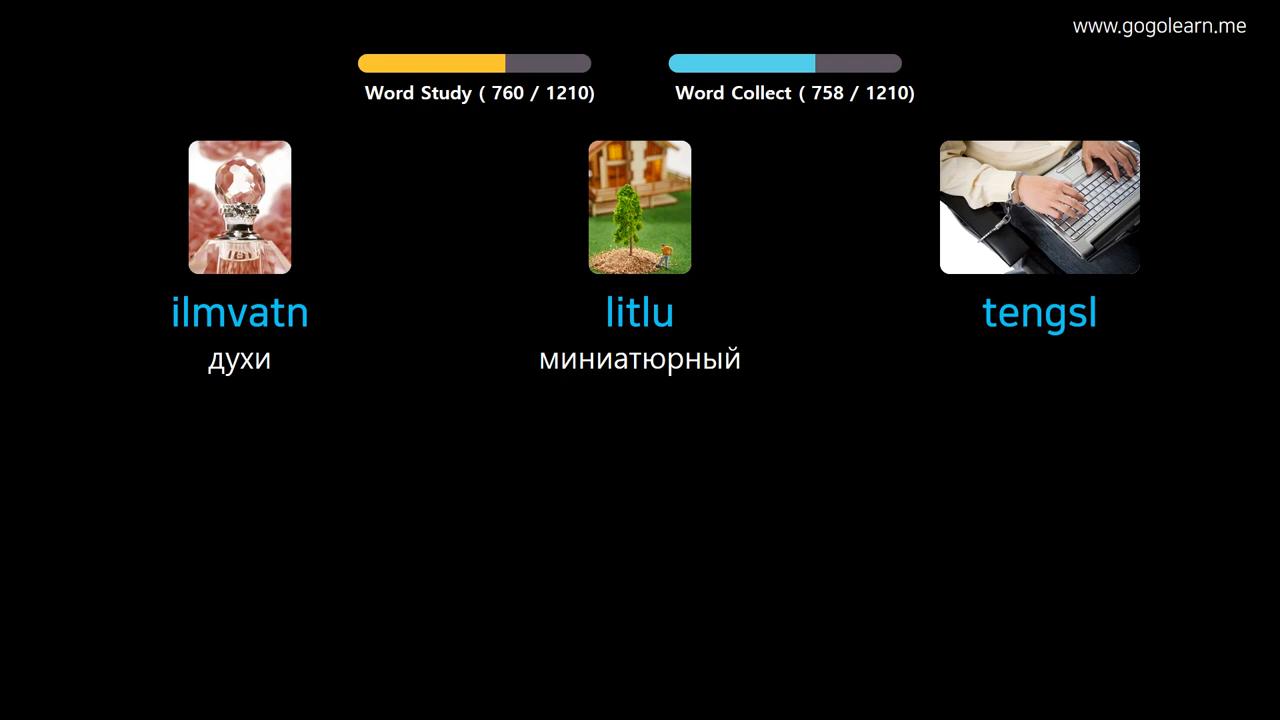 www.gogolearn.me
Word Study ( 760 / 1210)
Word Collect ( 758 / 1210)
ilmvatn
litlu
tengsl
духи
миниатюрный